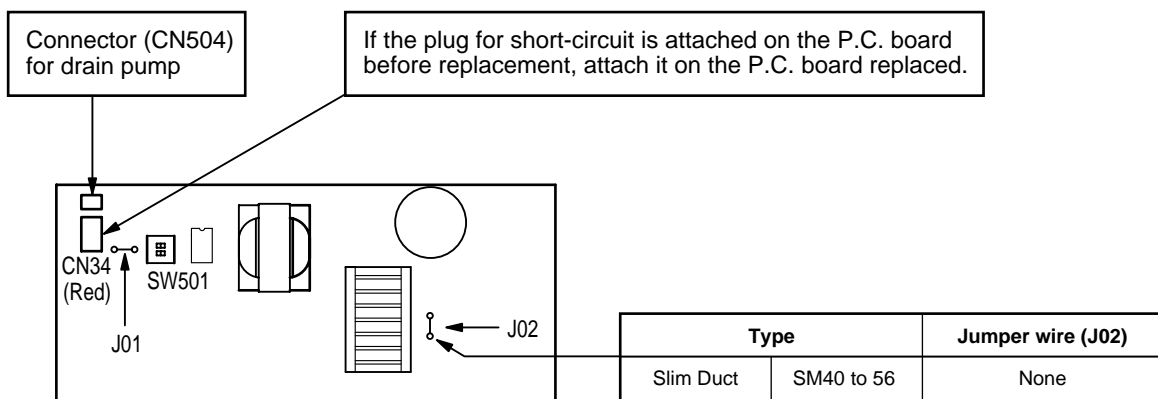 Connector (CN504)
for drain pump
If the plug for short-circuit is attached on the P.C. board
before replacement, attach it on the P.C. board replaced.
CN34
(Red)
SW501
J01
J02
Type
Jumper wire (J02)
Slim Duct
SM40 to 56
None